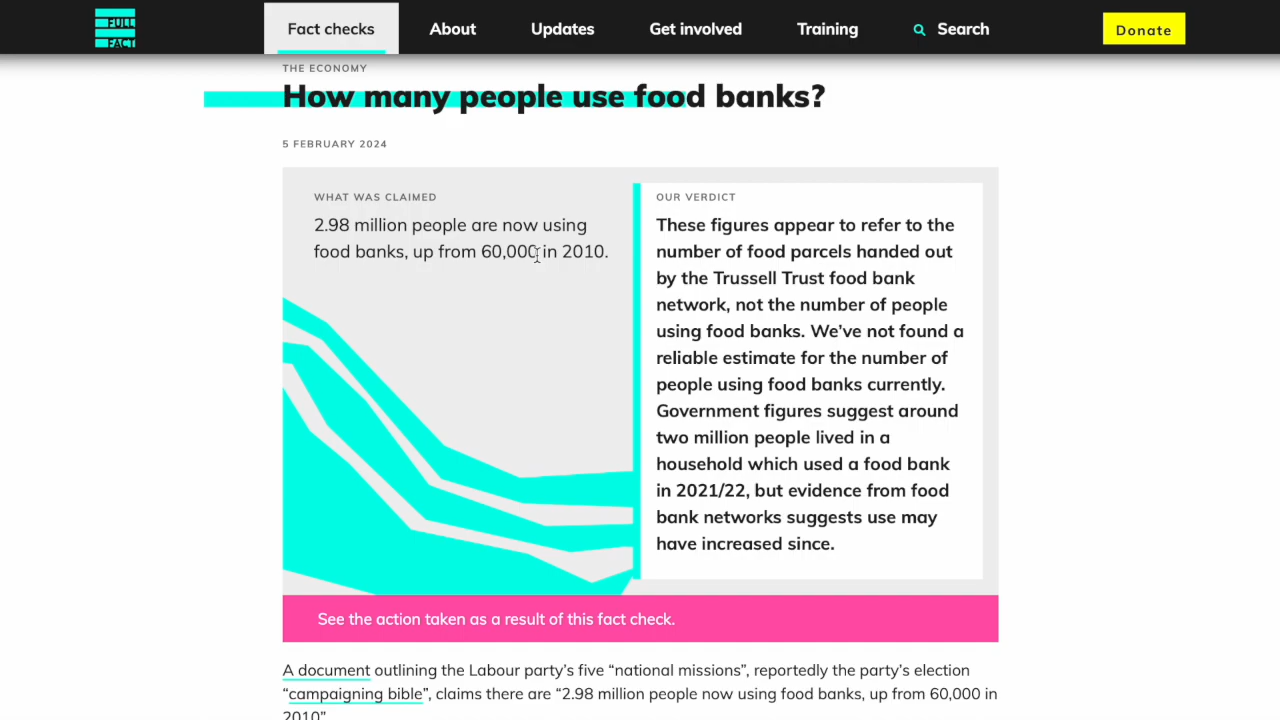 FULL
FACT
Fact checks
About
Updates
Get involved
Training
Search
Donate
THE ECONOMY
How many people use food banks?
5 FEBRUARY 2024
WHAT WAS CLAIMED
2.98 million people are now using
food banks, up from 60,000 in 2010.
OUR VERDICT
These figures appear to refer to the
number of food parcels handed out
by the Trussell Trust food bank
network, not the number of people
using food banks. We’ve not found a
reliable estimate for the number of
people using food banks currently.
Government figures suggest around
two million people lived in a
household which used a food bank
in 2021/22, but evidence from food
bank networks suggests use may
have increased since.
See the action taken as a result of this fact check.
A document outlining the Labour party’s five “national missions”, reportedly the party’s election
“campaigning bible”, claims there are “2.98 million people now using food banks, up from 60,000 in
2010”